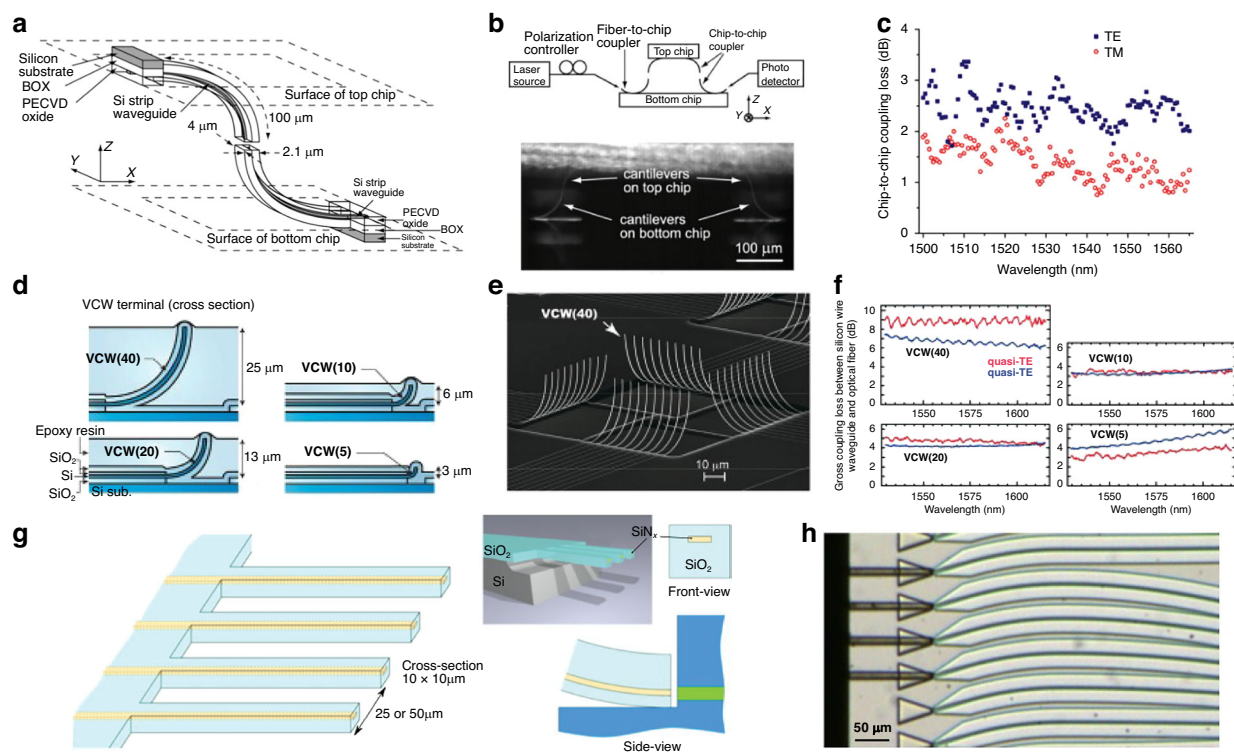 a
Silicon
substrate
BOX
PECVD
oxide
Si strip
waveguide
Surface of top chip
4 μm
100 μm
2.1 μm
Z
Y
X
Si strip
waveguide
PECVD
oxide
BOX
Silicon
substrate
Surface of bottom chip
b
Polarization
controller
Fiber-to-chip
coupler
Chip-to-chip
coupler
Top chip
Laser
source
Photo
detector
Bottom chip
Z
Y X
cantilevers
on top chip
cantilevers
on bottom chip
100 μm
c
TE
TM
Chip-to-chip coupling loss (dB)
4
3
2
1
0
1500 1510 1520 1530 1540 1550 1560
Wavelength (nm)
d
VCW terminal (cross section)
VCW(40)
25 μm
VCW(10)
6 μm
Epoxy resin
SiO2
Si
SiO2
VCW(20)
13 μm
Si sub.
VCW(5)
3 μm
e
VCW(40)
10 μm
f
Gross coupling loss between silicon wire
waveguide and optical fiber (dB)
10
8
6
4
2
0
VCW(40)
quasi-TE
quasi-TE
1550 1575 1600
VCW(10)
4
2
0
1550 1575 1600
6
4
2
0
VCW(20)
1550 1575 1600
Wavelength (nm)
VCW(5)
6
4
2
0
1550 1575 1600
Wavelength (nm)
g
Cross-section
10 × 10μm
25 or 50μm
SiO2
Si
SiNx
SiO2
Front-view
Side-view
h
50 μm